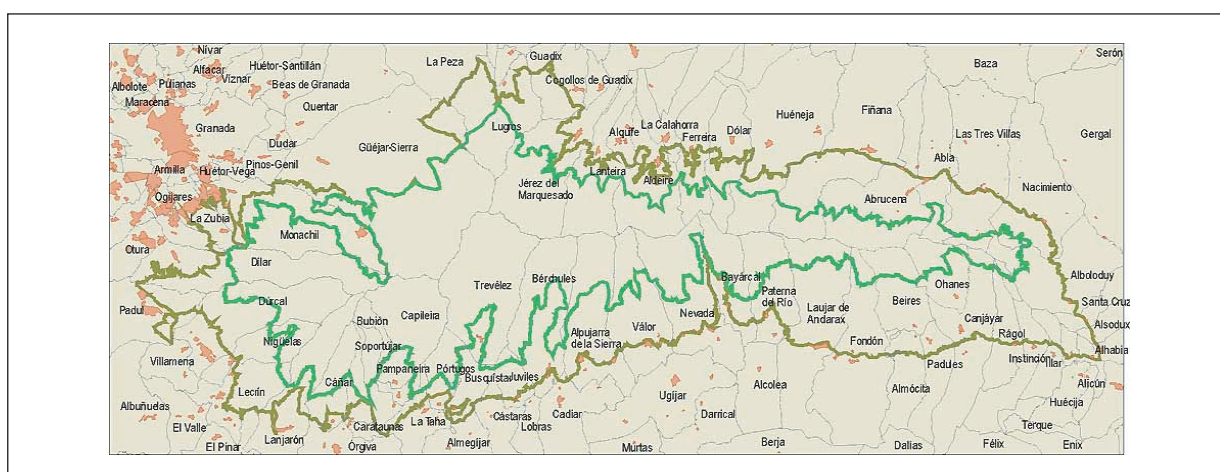 Nívar
Huétor-Santillán
Alfacar
Víznar
Pulianas
Albolote
Beas de Granada
Maracena
Quentar
Granada
Dudar
Pinos-Genil
Armilla
Huétor-Vega
Ogíjares
La Zubia
Otura
Monachil
Dílar
Padul
Dúrcal
Villamena
Nigüelas
Albuñuelas
Lecrín
El Valle
El Pinar
Lanjarón
Güéjar-Sierra
La Peza
Guadix
Cogollos de Guadix
Lugros
Alquife
La Calahorra
Ferreira
Dólar
Huéneja
Fiñana
Baza
Serón
Las Tres Villas
Gergal
Abla
Nacimiento
Lanteira
Aldeire
Jérez del
Marquesado
Abrucena
Trevélez
Bérchules
Bayárcal
Paterna
del Río
Laujar de
Andarax
Beires
Ohanes
Alboloduy
Santa Cruz
Alsodux
Alhabia
Canjáyar
Rágol
Instinción
Illar
Alicún
Huécija
Terque
Enix
Félix
Dalías
Padules
Almócita
Fondón
Alcolea
Berja
Darrical
Ugíjar
Murtas
Nevada
Válor
Alpujarra
de la Sierra
Capileira
Bubión
Soportújar
Pampaneira
Pórtugos
Busquístar
Juviles
Cáñar
Carataunas
La Taha
Órgiva
Cástaras
Cadiar
Lobras
Almegíjar